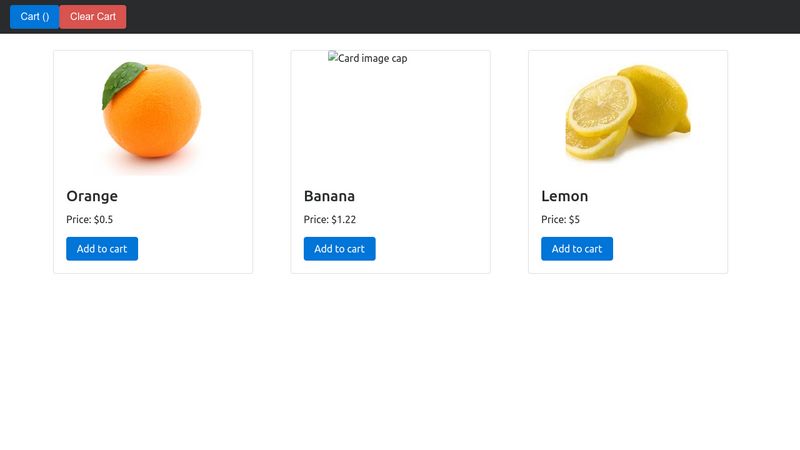 Cart () Clear Cart
Card image cap
Orange Banana Lemon
Price: $0.5 Price: $1.22 Price: $5
Add to cart Add to cart Add to cart